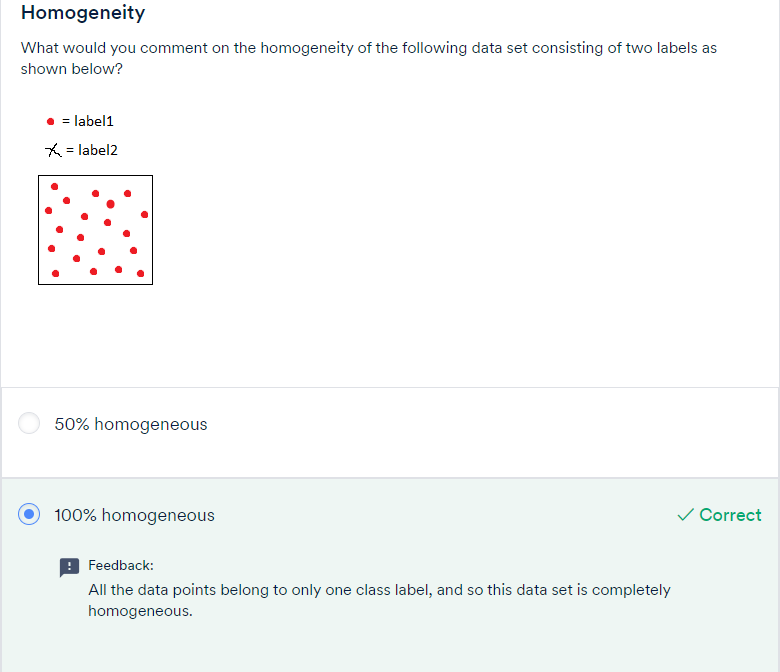 Homogeneity
What would you comment on the homogeneity of the following data set consisting of two labels as
shown below?
= label1
= label2
50% homogeneous
100% homogeneous
Correct
Feedback:
All the data points belong to only one class label, and so this data set is completely
homogeneous.